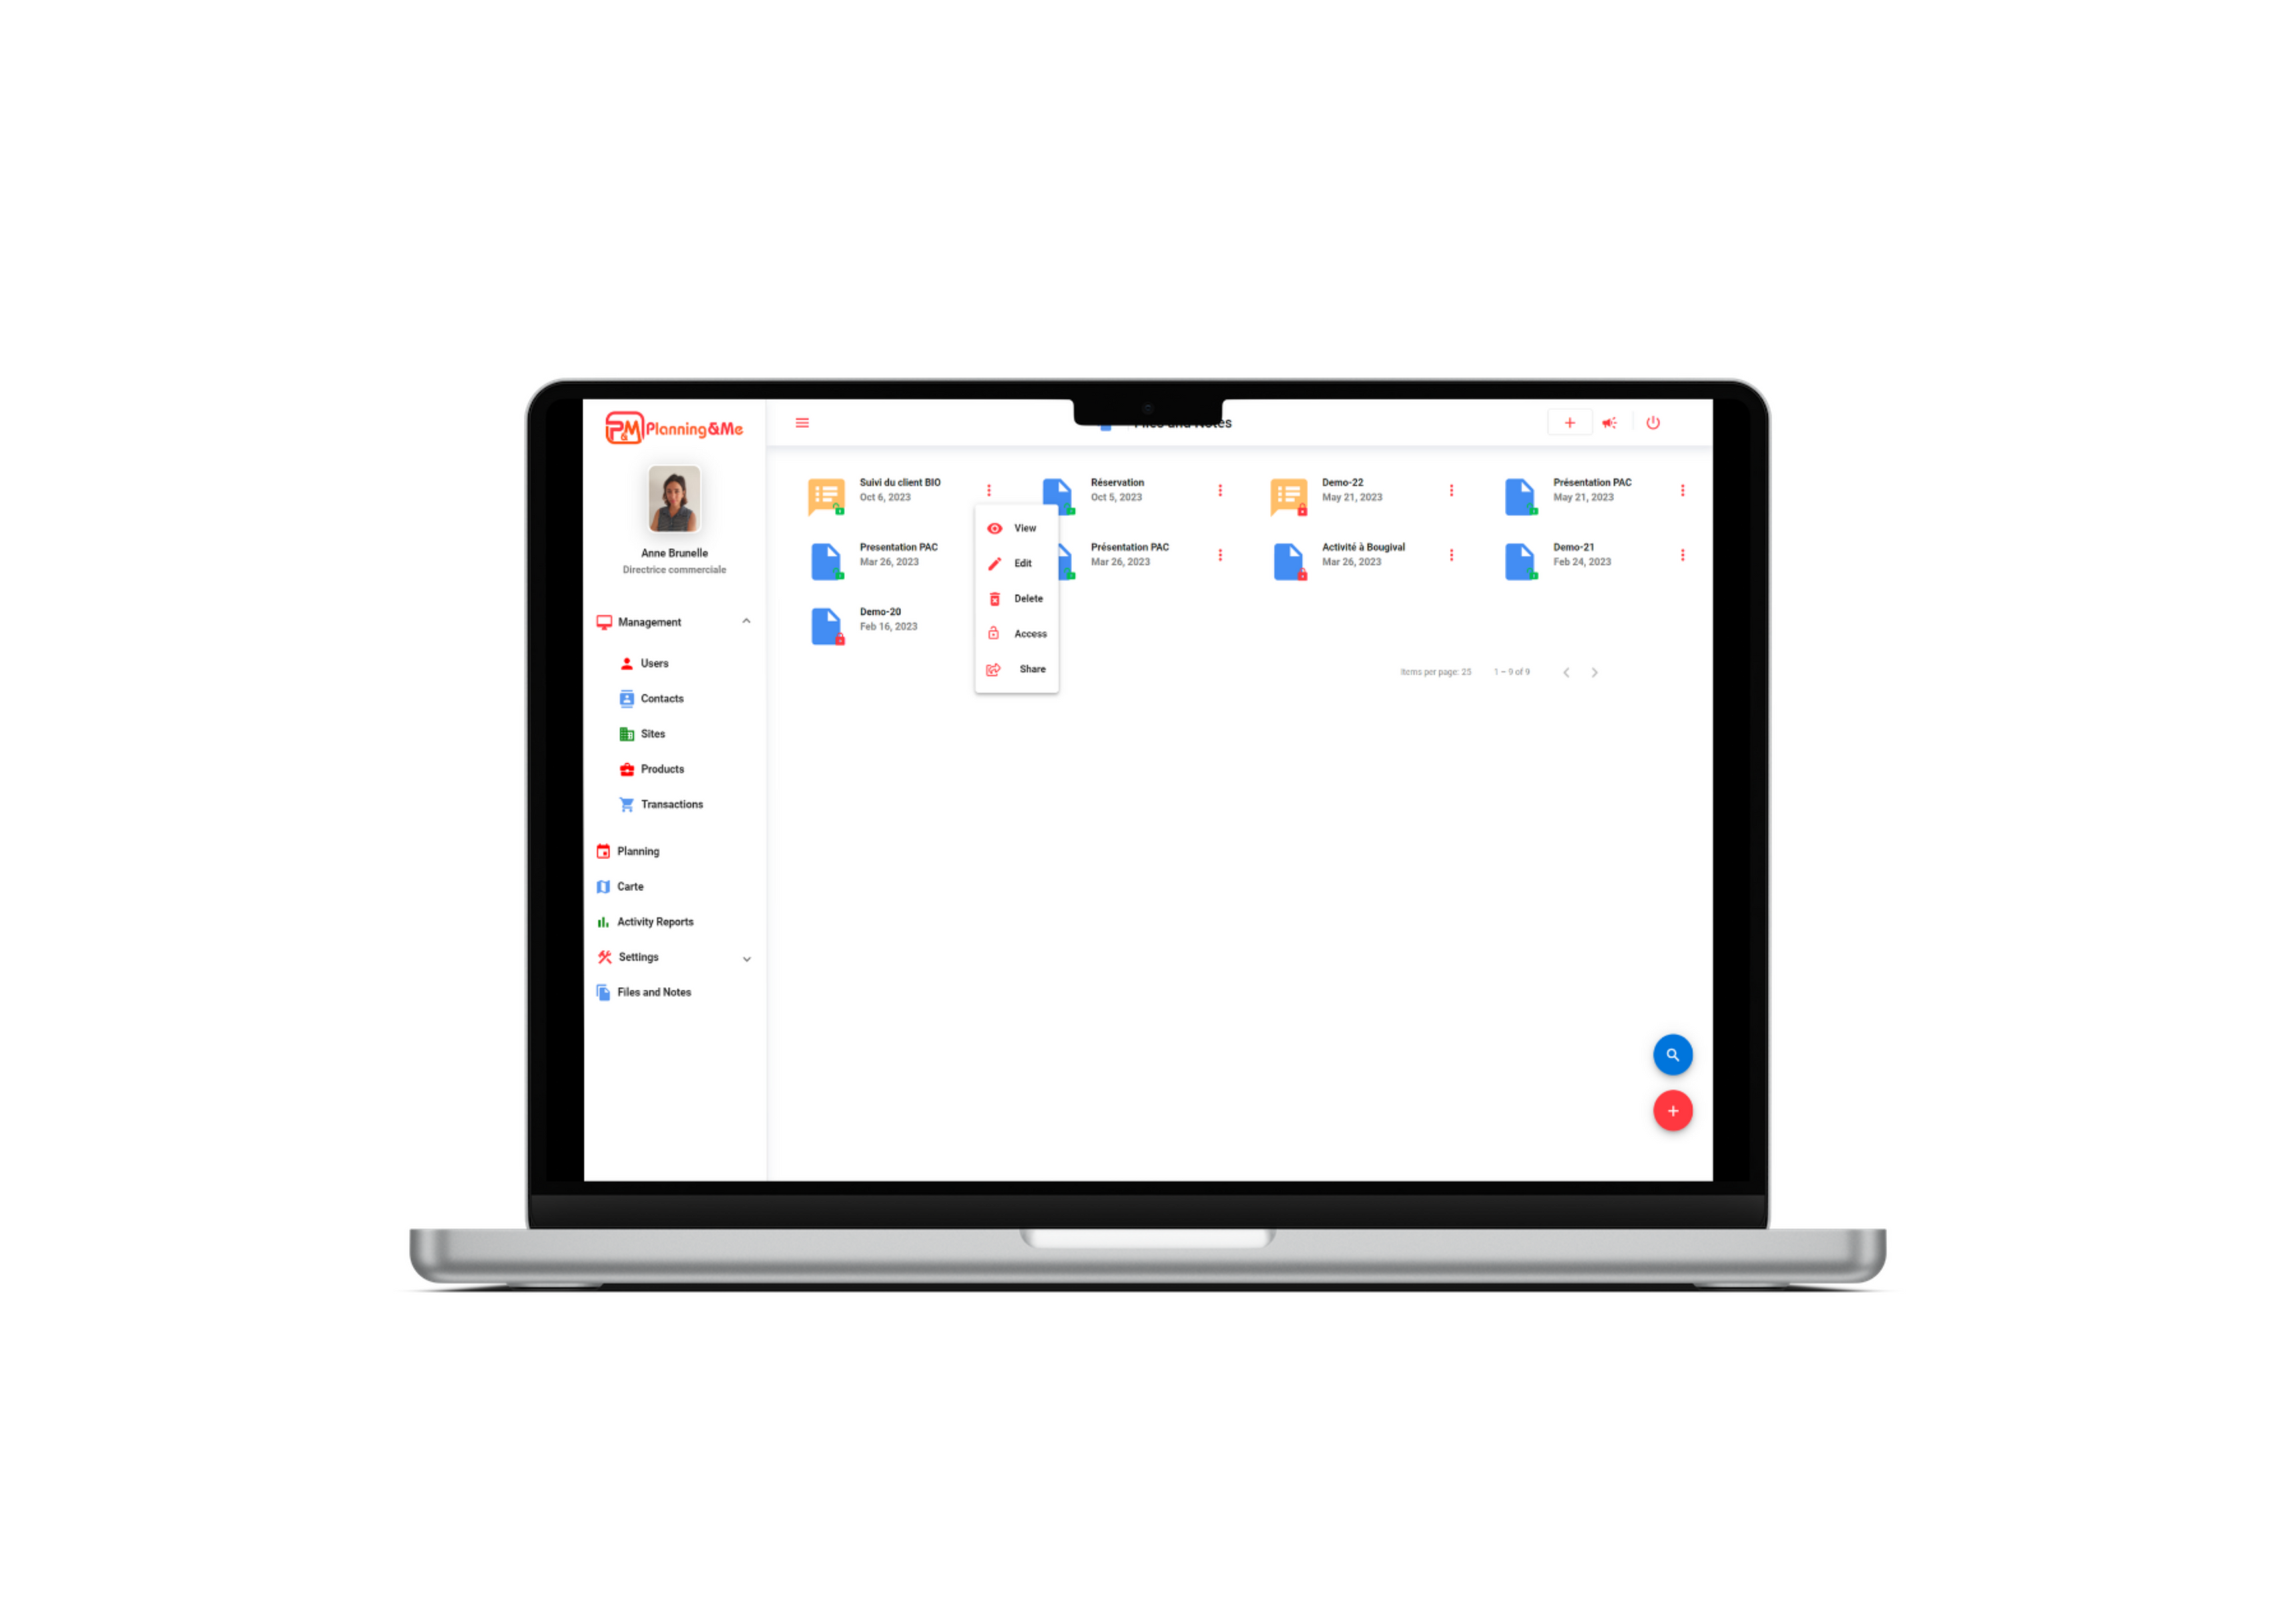 PM & Planning&Me
Files and Notes
Anne Brunelle
Directrice commerciale
Management
Users
Contacts
Sites
Products
Transactions
Planning
Carte
Activity Reports
Settings
Files and Notes
Suivi du client BIO
Oct 6, 2023
Réservation
Oct 5, 2023
Demo-22
May 21, 2023
Présentation PAC
May 21, 2023
Presentation PAC
Mar 26, 2023
Présentation PAC
Mar 26, 2023
Activité à Bougival
Mar 26, 2023
Demo-21
Feb 24, 2023
Demo-20
Feb 16, 2023
View
Edit
Delete
Access
Share
Items per page: 25
1 – 9 of 9